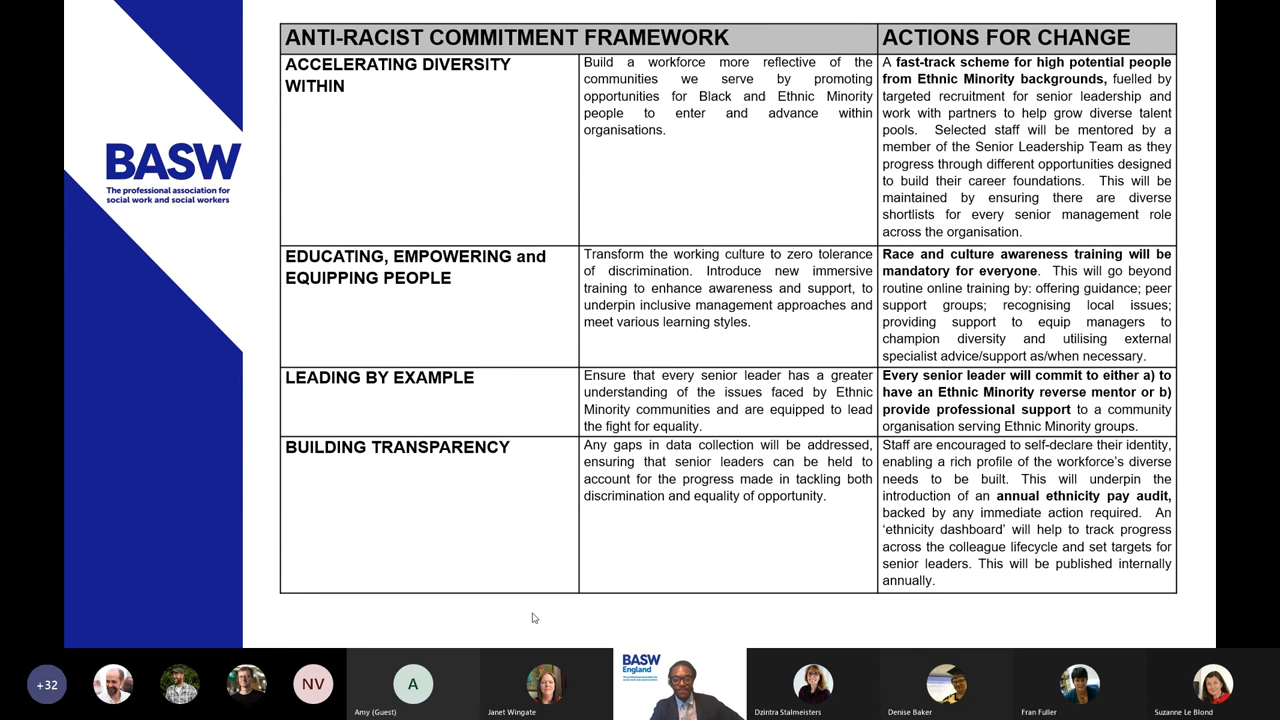 BASW
The professional association for
social work and social workers
ANTI-RACIST COMMITMENT FRAMEWORK
ACTIONS FOR CHANGE
ACCELERATING DIVERSITY
WITHIN
Build a workforce more reflective of the
communities we serve by promoting
opportunities for Black and Ethnic Minority
people to enter and advance within
organisations.
A fast-track scheme for high potential people
from Ethnic Minority backgrounds, fuelled by
targeted recruitment for senior leadership and
work with partners to help grow diverse talent
pools. Selected staff will be mentored by a
member of the Senior Leadership Team as they
progress through different opportunities designed
to build their career foundations. This will be
maintained by ensuring there are diverse
shortlists for every senior management role
across the organisation.
EDUCATING, EMPOWERING and
EQUIPPING PEOPLE
Transform the working culture to zero tolerance
of discrimination. Introduce new immersive
training to enhance awareness and support, to
underpin inclusive management approaches and
meet various learning styles.
Race and culture awareness training will be
mandatory for everyone. This will go beyond
routine online training by: offering guidance; peer
support groups; recognising local issues;
providing support to equip managers to
champion diversity and utilising external
specialist advice/support as/when necessary.
LEADING BY EXAMPLE
Ensure that every senior leader has a greater
understanding of the issues faced by Ethnic
Minority communities and are equipped to lead
the fight for equality.
Every senior leader will commit to either a) to
have an Ethnic Minority reverse mentor or b)
provide professional support to a community
organisation serving Ethnic Minority groups.
BUILDING TRANSPARENCY
Any gaps in data collection will be addressed,
ensuring that senior leaders can be held to
account for the progress made in tackling both
discrimination and equality of opportunity.
Staff are encouraged to self-declare their identity,
enabling a rich profile of the workforce's diverse
needs to be built. This will underpin the
introduction of an annual ethnicity pay audit,
backed by any immediate action required. An
‘ethnicity dashboard’ will help to track progress
across the colleague lifecycle and set targets for
senior leaders. This will be published internally
annually.
+32
NV
A
Amy (Guest)
Janet Wingate
BASW
England
Dzintra Stalmeisters
Denise Baker
Fran Fuller
Suzanne Le Blond